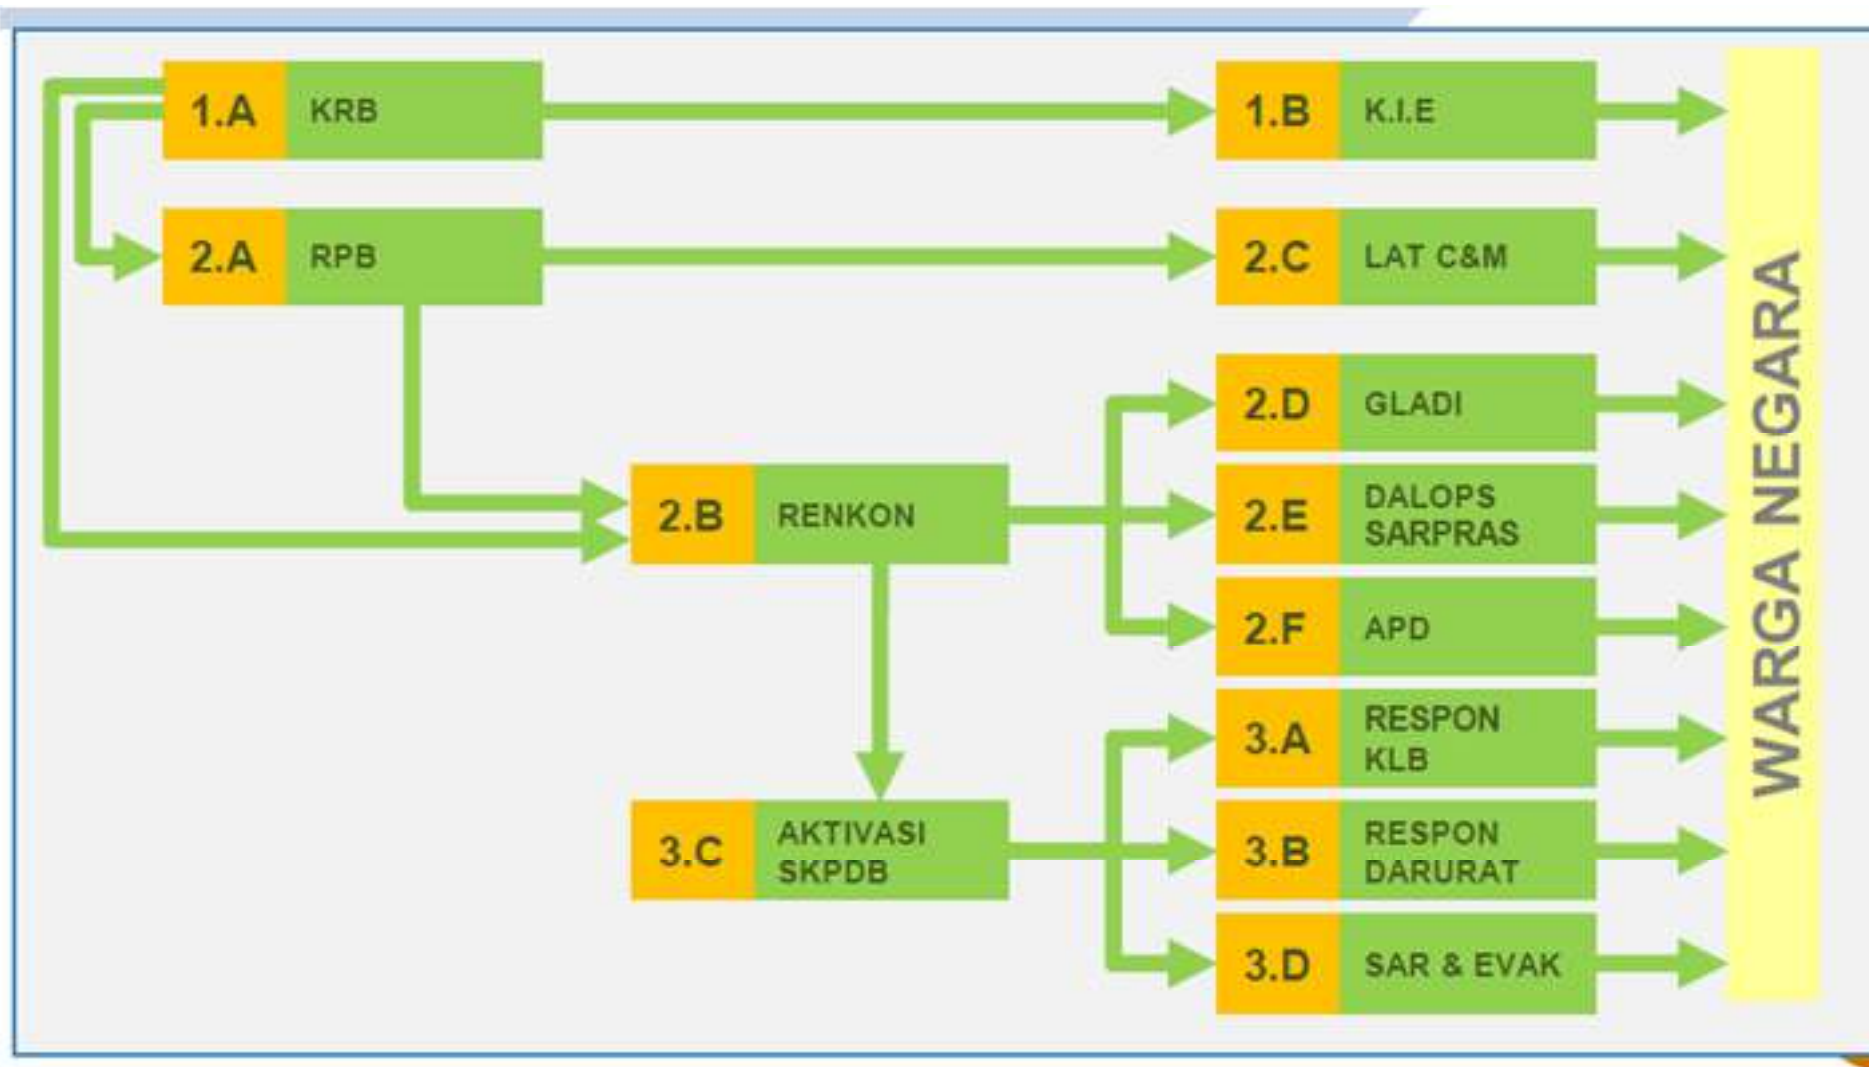 1.A KRB
1.B K.I.E
2.A RPB
2.C LAT C&M
2.D GLADI
2.B RENKON
2.E DALOPS
SARPRAS
2.F APD
3.A RESPON
KLB
3.C AKTIVASI
SKPDB
3.B RESPON
DARURAT
3.D SAR & EVAK
WARGA NEGARA